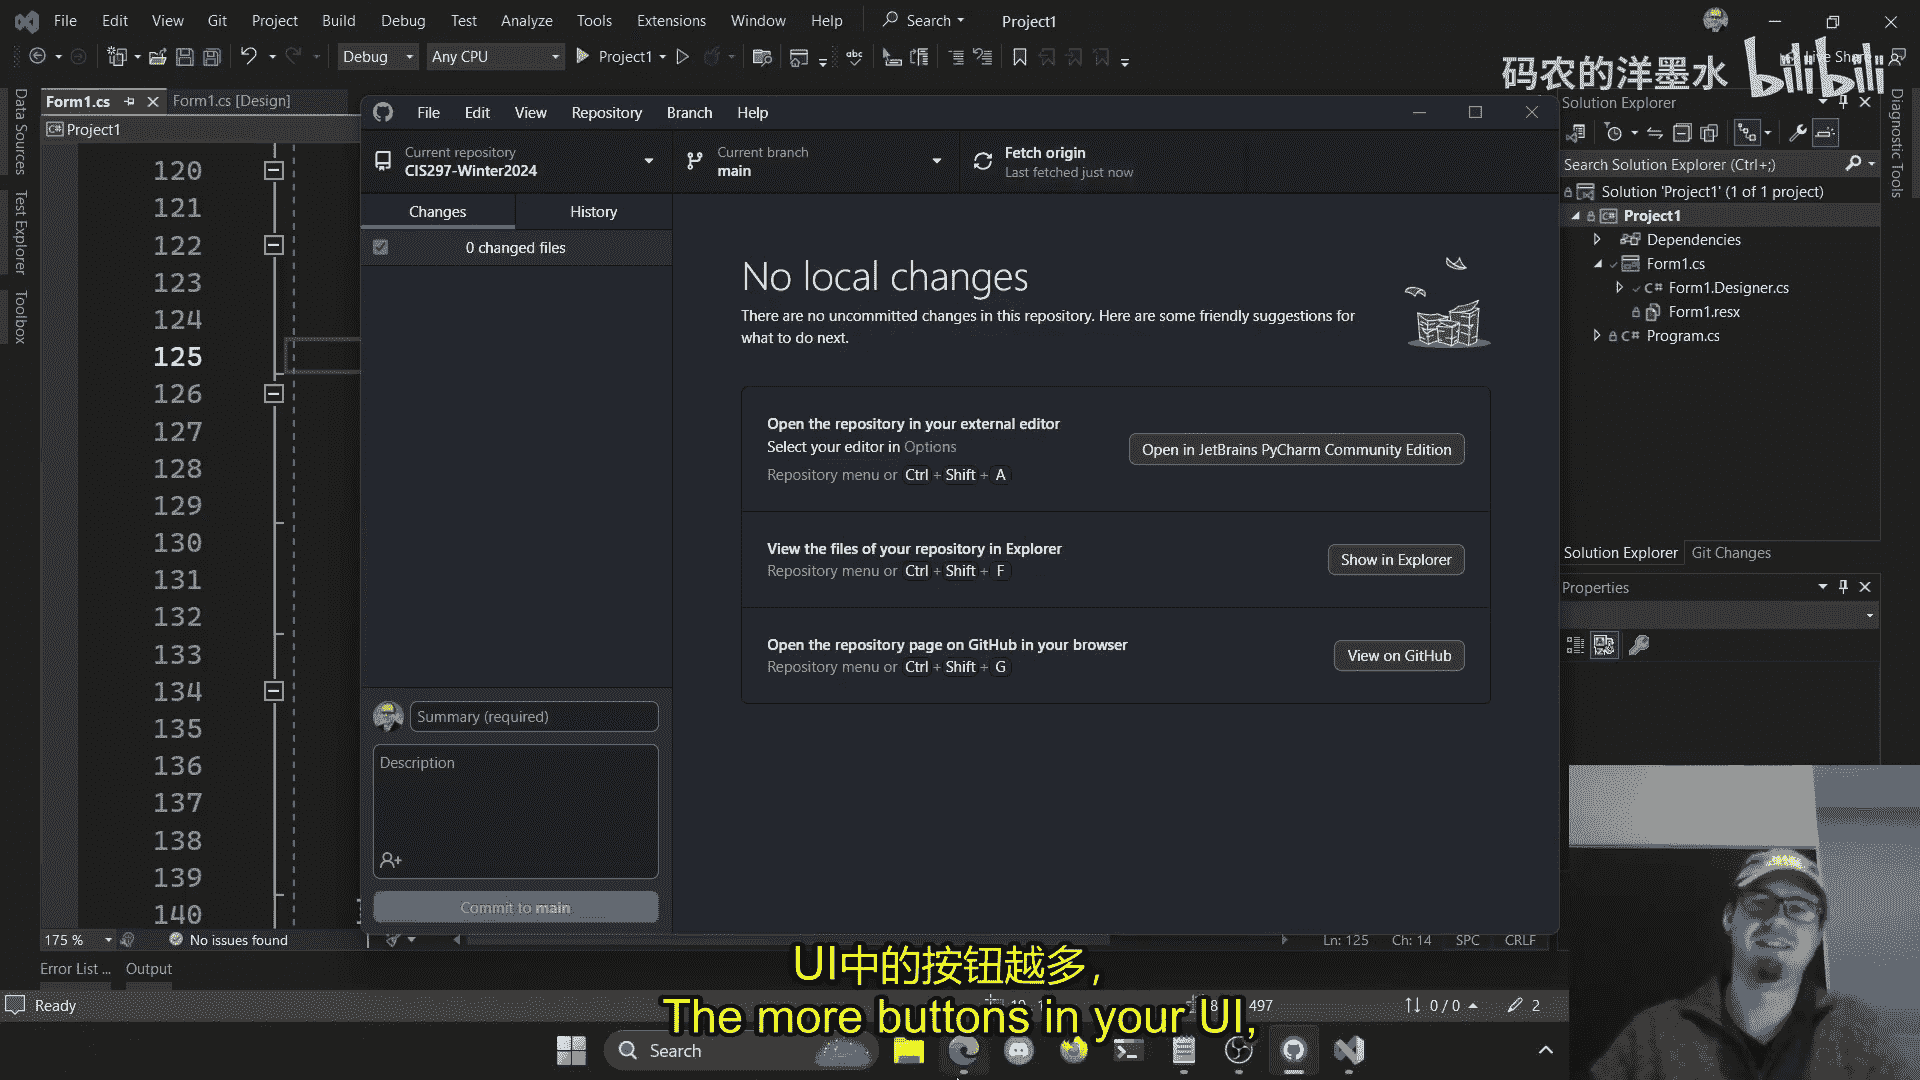 File Edit View Git Project Build Debug Test Analyze Tools Extensions Window Help Search Project1
Debug Any CPU Project1 Live Share
码农的洋墨水 bilibili
Form1.cs Form1.cs [Design]
Project1
Data Sources
Test Explorer
Toolbox
120
121
122
123
124
125
126
127
128
129
130
131
132
133
134
135
136
137
138
139
140
File Edit View Repository Branch Help
Current repository
CIS297-Winter2024
Current branch
main
Fetch origin
Last fetched just now
Changes History
0 changed files
No local changes
There are no uncommitted changes in this repository. Here are some friendly suggestions for
what to do next.
Open the repository in your external editor
Select your editor in Options
Repository menu or Ctrl + Shift + A
Open in JetBrains PyCharm Community Edition
View the files of your repository in Explorer
Repository menu or Ctrl + Shift + F
Show in Explorer
Open the repository page on GitHub in your browser
Repository menu or Ctrl + Shift + G
View on GitHub
Summary (required)
Description
Commit to main
Solution Explorer
Search Solution Explorer (Ctrl+;)
Solution 'Project1' (1 of 1 project)
C# Project1
Dependencies
Form1.cs
C# Form1.Designer.cs
Form1.resx
C# Program.cs
Solution Explorer Git Changes
Properties
Diagnostic Tools
175 % No issues found Ln: 125 Ch: 14 SPC CRLF
Error List ... Output
Ready 497 0 / 0 2
UI中的按钮越多，
The more buttons in your UI,
Search